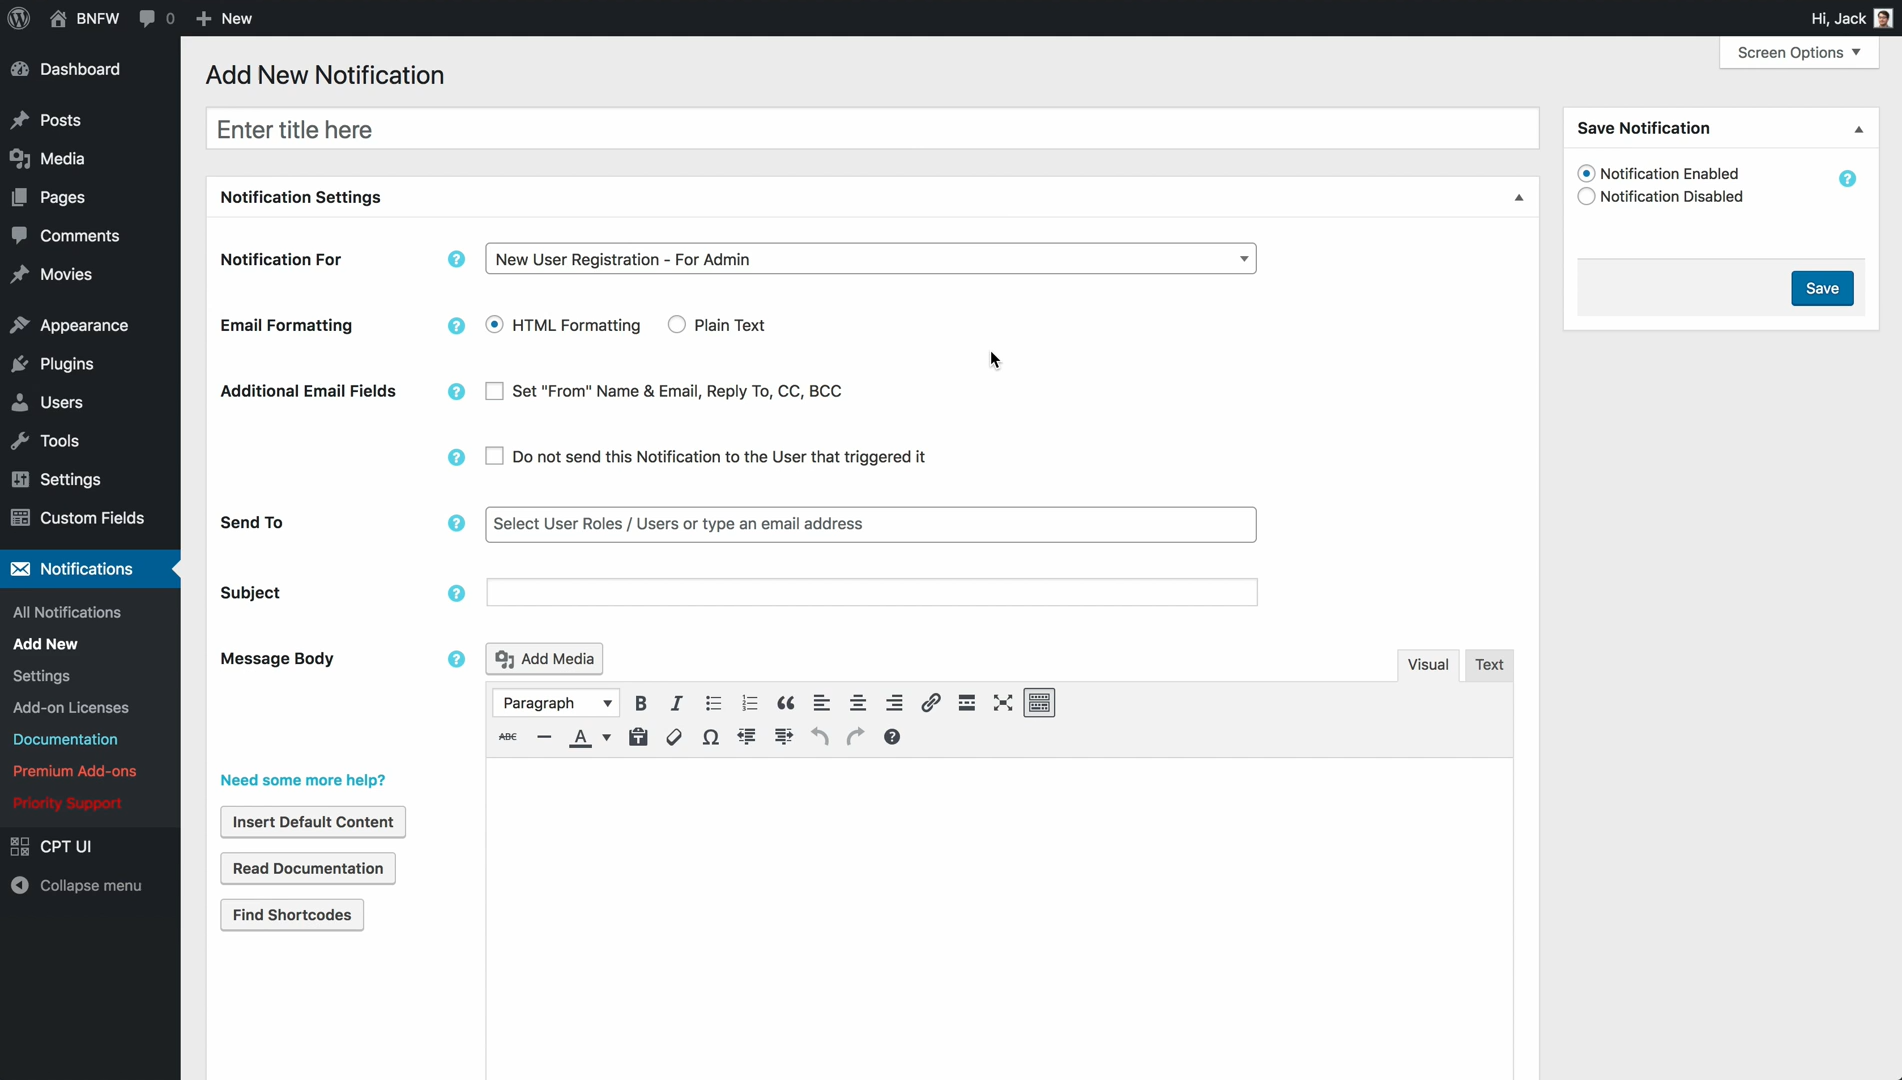 BNFW 0 New Hi, Jack
Screen Options
Dashboard
Posts
Media
Pages
Comments
Movies
Appearance
Plugins
Users
Tools
Settings
Custom Fields
Notifications
All Notifications
Add New
Settings
Add-on Licenses
Documentation
Premium Add-ons
Priority Support
CPT UI
Collapse menu
Add New Notification
Enter title here
Notification Settings
Notification For ? New User Registration - For Admin
Email Formatting ? HTML Formatting Plain Text
Additional Email Fields ? Set "From" Name & Email, Reply To, CC, BCC
? Do not send this Notification to the User that triggered it
Send To ? Select User Roles / Users or type an email address
Subject ?
Message Body ? Add Media Visual Text
Paragraph B I
ABC A Ω ?
Need some more help?
Insert Default Content
Read Documentation
Find Shortcodes
Save Notification
Notification Enabled ?
Notification Disabled
Save